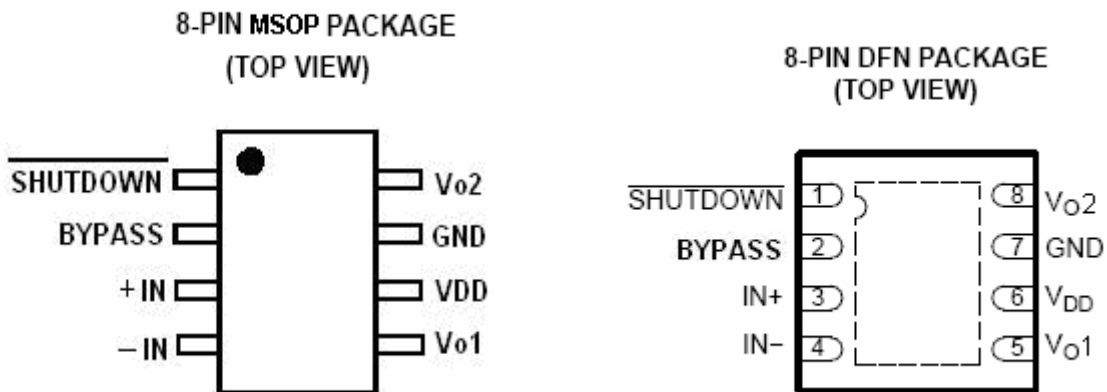 8-PIN MSOP PACKAGE
(TOP VIEW)
SHUTDOWN
BYPASS
+IN
−IN
Vo2
GND
VDD
Vo1
8-PIN DFN PACKAGE
(TOP VIEW)
SHUTDOWN 1
BYPASS 2
IN+ 3
IN− 4
8 VO2
7 GND
6 VDD
5 VO1